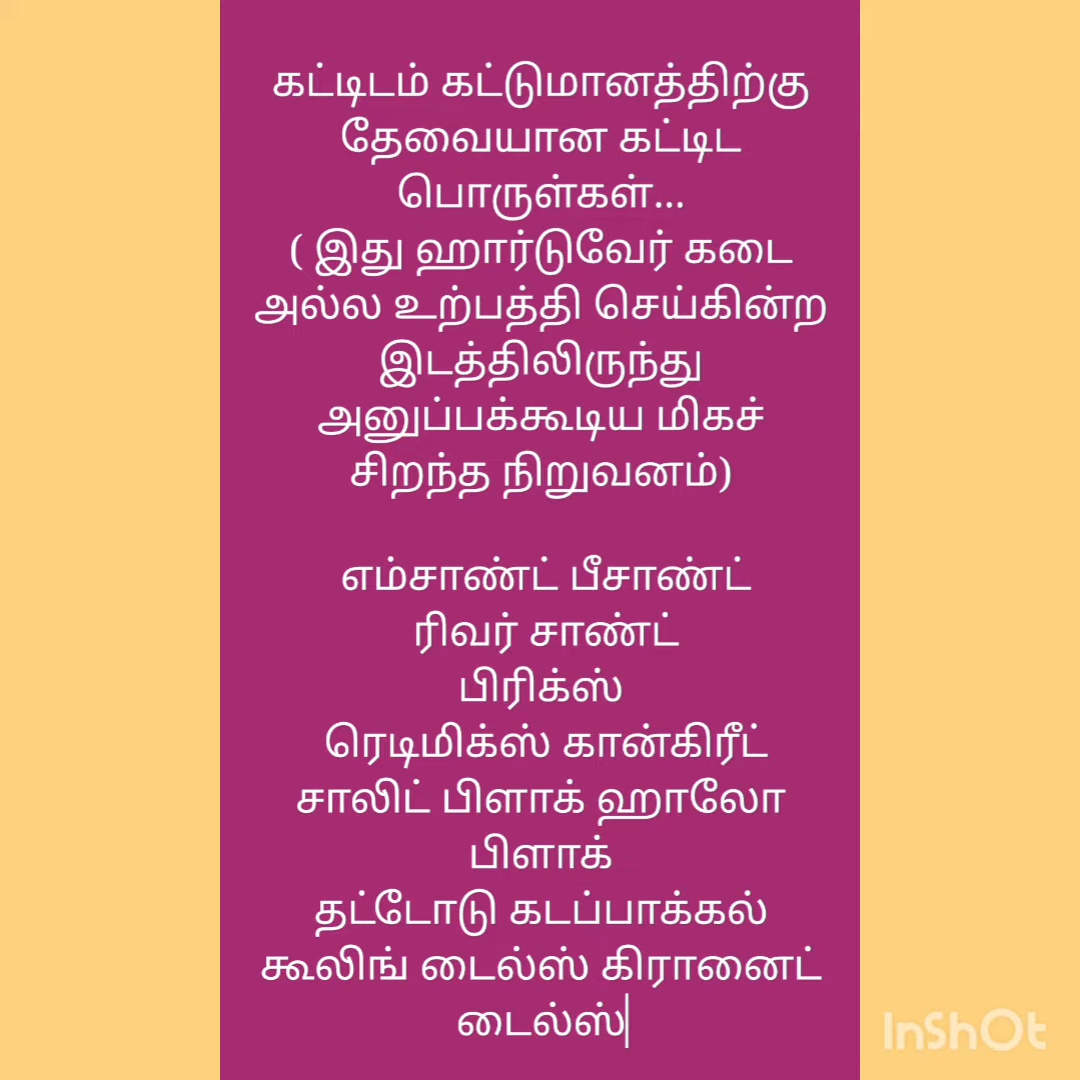 கட்டிடம் கட்டுமானத்திற்கு
தேவையான கட்டிட
பொருள்கள்...
( இது ஹார்டுவேர் கடை
அல்ல உற்பத்தி செய்கின்ற
இடத்திலிருந்து
அனுப்பக்கூடிய மிகச்
சிறந்த நிறுவனம்)
எம்சாண்ட் பீசாண்ட்
ரிவர் சாண்ட்
பிரிக்ஸ்
ரெடிமிக்ஸ் கான்கிரீட்
சாலிட் பிளாக் ஹாலோ
பிளாக்
தட்டோடு கடப்பாக்கல்
கூலிங் டைல்ஸ் கிரானைட்
டைல்ஸ்
InShOt